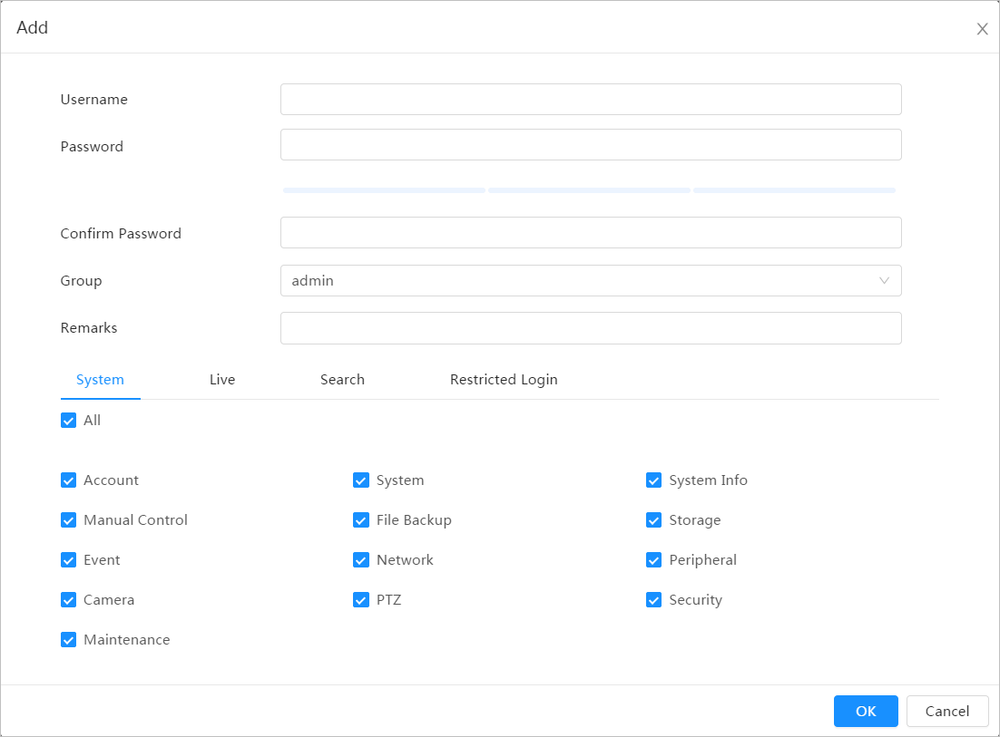 Add
Username
Password
Confirm Password
Group
admin
Remarks
System Live Search Restricted Login
All
Account System System Info
Manual Control File Backup Storage
Event Network Peripheral
Camera PTZ Security
Maintenance
OK Cancel